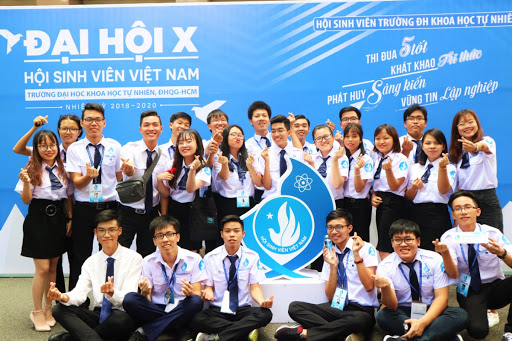 ĐẠI HỘI X
HỘI SINH VIÊN VIỆT NAM
TRƯỜNG ĐẠI HỌC KHOA HỌC TỰ NHIÊN, ĐHQG-HCM
NHIỆM KỲ 2018-2020
HỘI SINH VIÊN TRƯỜNG ĐH KHOA HỌC TỰ NHIÊ
THI ĐUA 5 tốt
KHÁT KHAO Tri thức
PHÁT HUY Sáng kiến
VỮNG TIN Lập nghiệp
HỘI SINH VIÊN VIỆT NAM